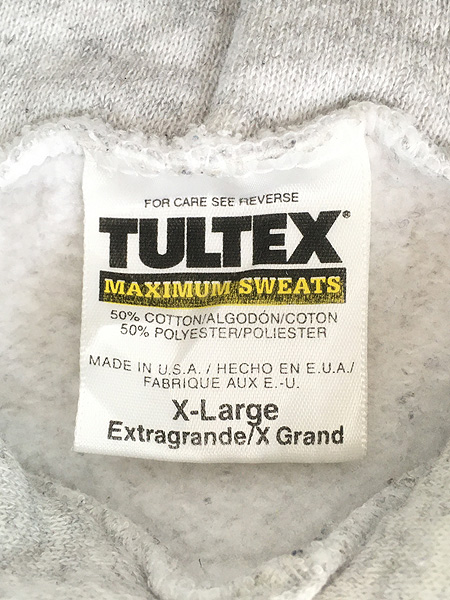 FOR CARE SEE REVERSE
TULTEX®
MAXIMUM SWEATS
50% COTTON/ALGODÓN/COTON
50% POLYESTER/POLIESTER
MADE IN U.S.A. / HECHO EN E.U.A./
FABRIQUE AUX E.-U.
X-Large
Extragrande/X Grand